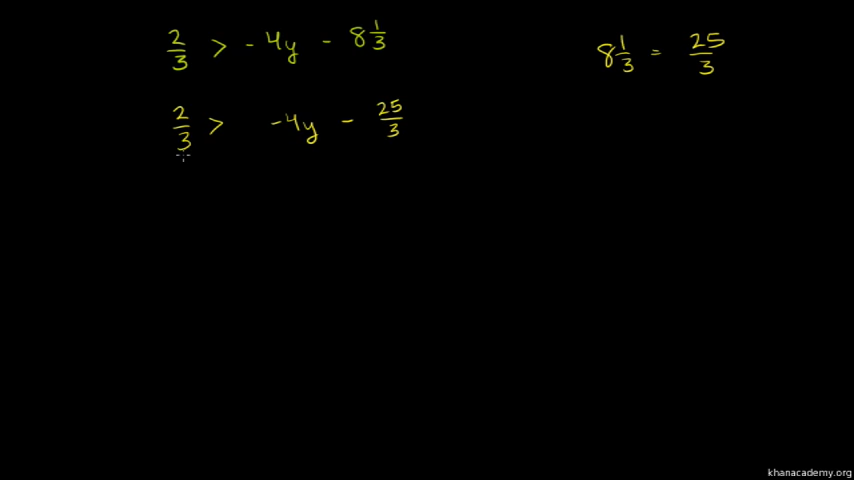 2/3 > - 4y - 8 1/3
8 1/3 = 25/3
2/3 > -4y - 25/3
khanacademy.org